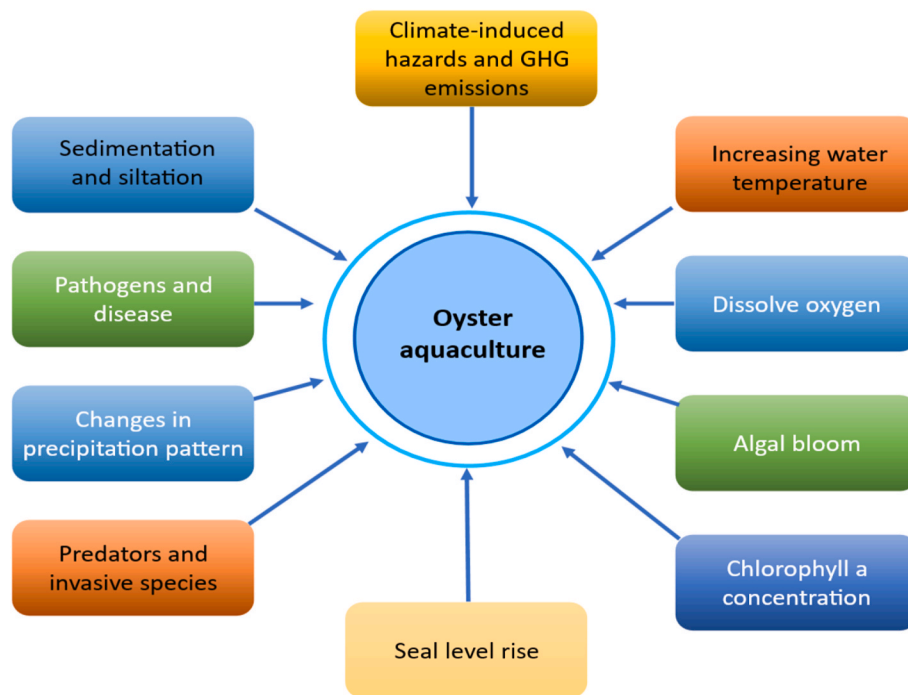 Climate-induced
hazards and GHG
emissions
Sedimentation
and siltation
Increasing water
temperature
Pathogens and
disease
Dissolve oxygen
Oyster
aquaculture
Changes in
precipitation pattern
Algal bloom
Predators and
invasive species
Chlorophyll a
concentration
Seal level rise